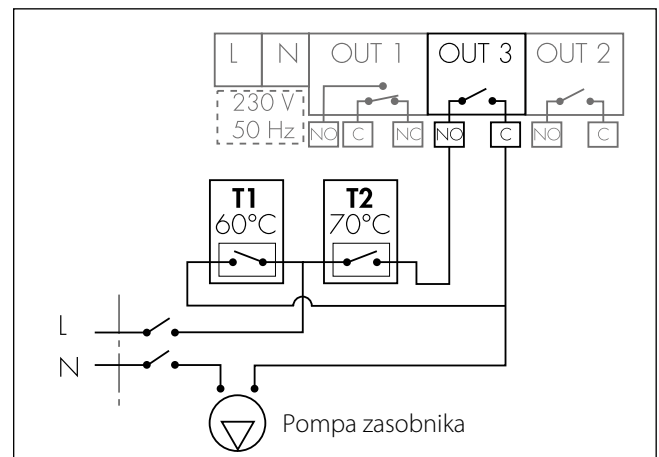 L N OUT 1 OUT 3 OUT 2
230 V
50 Hz
NO C NC NO C NO C
T1 T2
60°C 70°C
L
N
Pompa zasobnika